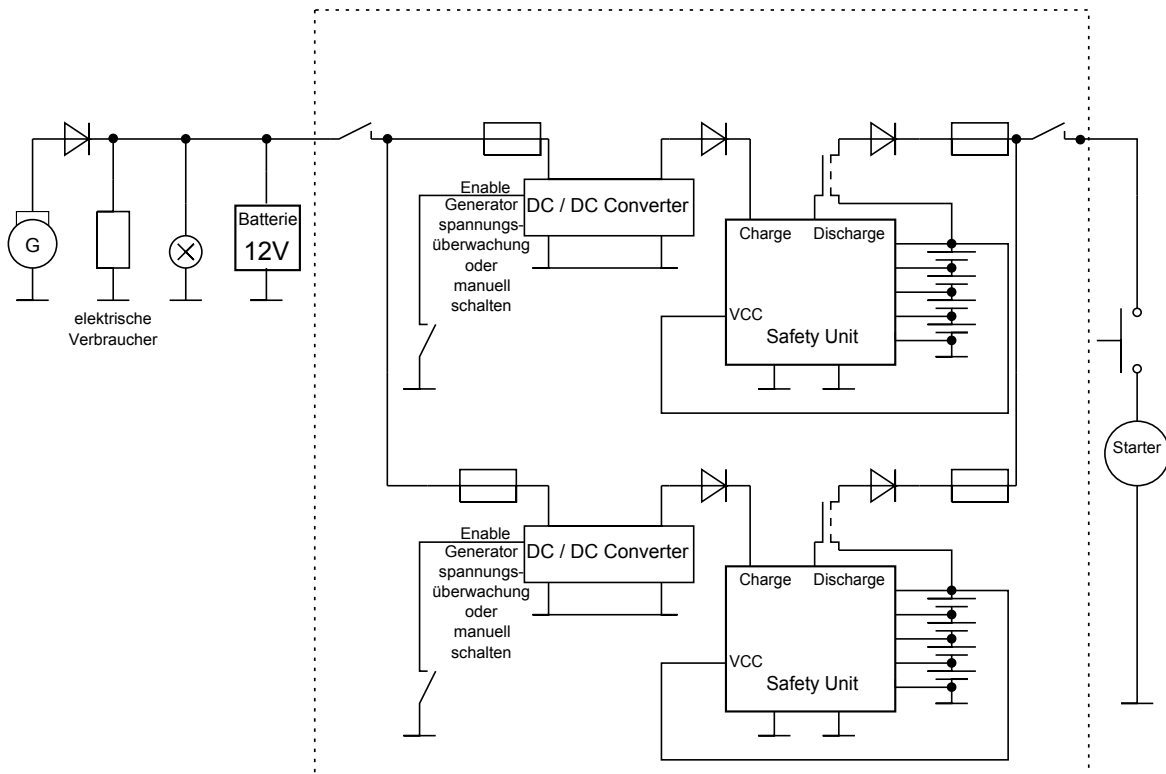 G
elektrische
Verbraucher
Batterie
12V
Enable
Generator
spannungs-
überwachung
oder
manuell
schalten
DC / DC Converter
Charge Discharge
VCC
Safety Unit
Starter
Enable
Generator
spannungs-
überwachung
oder
manuell
schalten
DC / DC Converter
Charge Discharge
VCC
Safety Unit